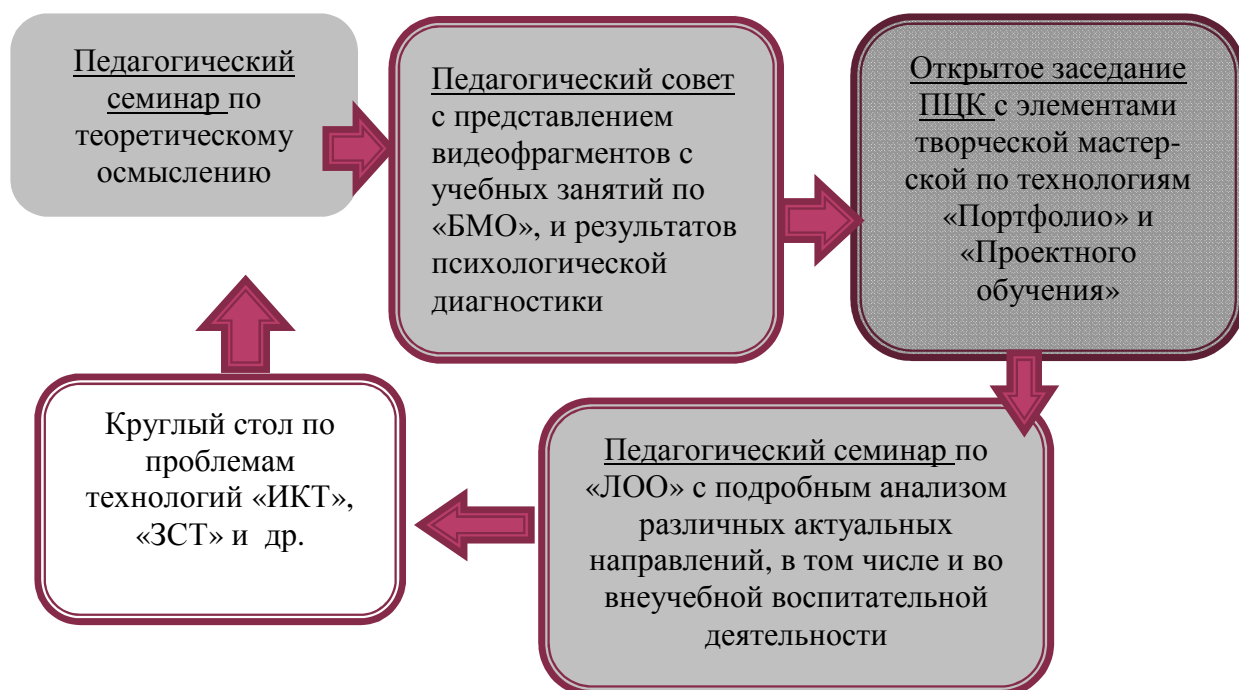 Педагогический
семинар по
теоретическому
осмыслению
Педагогический совет
с представлением
видеофрагментов с
учебных занятий по
«БМО», и результатов
психологической
диагностики
Открытое заседание
ПЦК с элементами
творческой мастер-
ской по технологиям
«Портфолио» и
«Проектного
обучения»
Педагогический семинар по
«ЛОО» с подробным анализом
различных актуальных
направлений, в том числе и во
внеучебной воспитательной
деятельности
Круглый стол по
проблемам
технологий «ИКТ»,
«ЗСТ» и др.